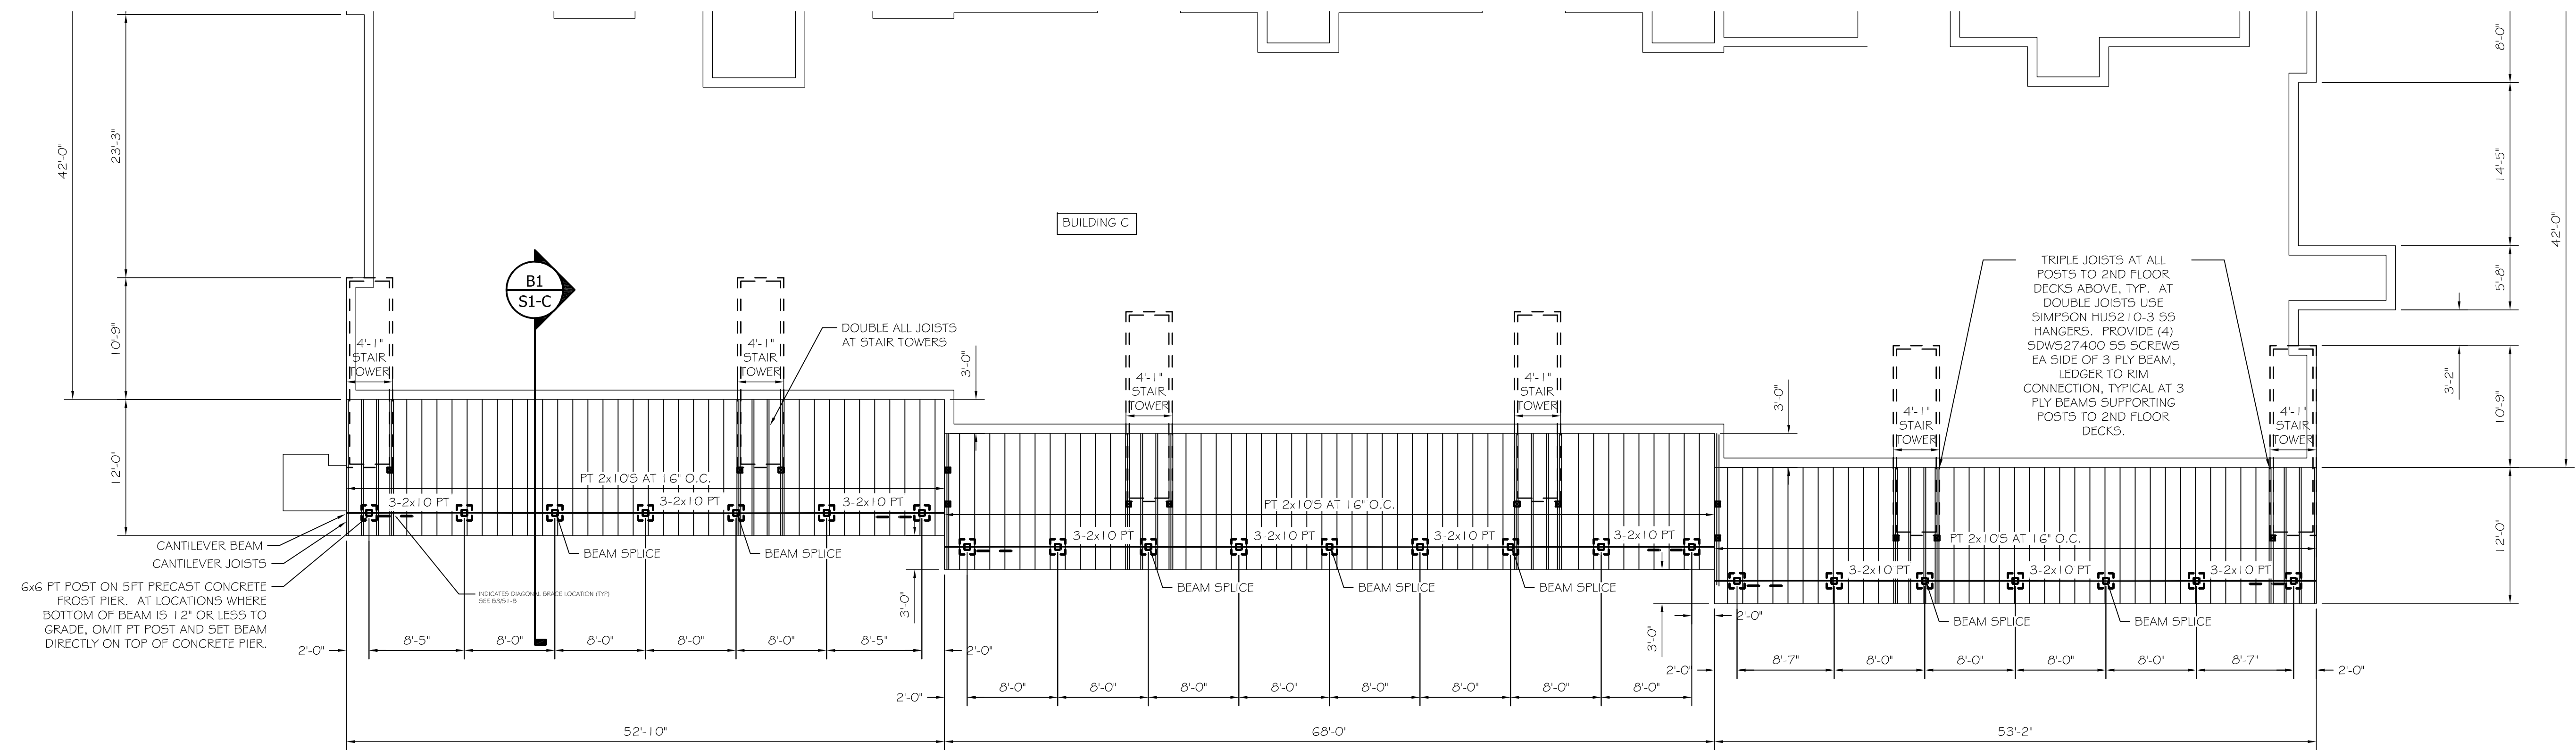 8'-0"
23'-3"
42'-0"
14'-5"
42'-0"
BUILDING C
5'-8"
B1
S1-C
TRIPLE JOISTS AT ALL
POSTS TO 2ND FLOOR
DECKS ABOVE, TYP. AT
DOUBLE JOISTS USE
SIMPSON HUS210-3 SS
HANGERS. PROVIDE (4)
SDWS27400 SS SCREWS
EA SIDE OF 3 PLY BEAM,
LEDGER TO RIM
CONNECTION, TYPICAL AT 3
PLY BEAMS SUPPORTING
POSTS TO 2ND FLOOR
DECKS.
10'-9"
4'-1"
STAIR
TOWER
4'-1"
STAIR
TOWER
DOUBLE ALL JOISTS
AT STAIR TOWERS
3'-0"
4'-1"
STAIR
TOWER
4'-1"
STAIR
TOWER
3'-0"
4'-1"
STAIR
TOWER
4'-1"
STAIR
TOWER
3'-2"
10'-9"
12'-0"
PT 2x10'S AT 16" O.C.
3-2x10 PT
3-2x10 PT
3-2x10 PT
PT 2x10'S AT 16" O.C.
3-2x10 PT
3-2x10 PT
3-2x10 PT
3-2x10 PT
PT 2x10'S AT 16" O.C.
3-2x10 PT
3-2x10 PT
3-2x10 PT
12'-0"
CANTILEVER BEAM
CANTILEVER JOISTS
6x6 PT POST ON 5FT PRECAST CONCRETE
FROST PIER. AT LOCATIONS WHERE
BOTTOM OF BEAM IS 12" OR LESS TO
GRADE, OMIT PT POST AND SET BEAM
DIRECTLY ON TOP OF CONCRETE PIER.
BEAM SPLICE
BEAM SPLICE
INDICATES DIAGONAL BRACE LOCATION (TYP)
SEE B3/S1-B
BEAM SPLICE
BEAM SPLICE
BEAM SPLICE
BEAM SPLICE
BEAM SPLICE
3'-0"
3'-0"
2'-0"
2'-0"
8'-5"
8'-0"
8'-0"
8'-0"
8'-0"
8'-5"
2'-0"
2'-0"
8'-0"
8'-0"
8'-0"
8'-0"
8'-0"
8'-0"
8'-0"
8'-0"
2'-0"
8'-7"
8'-0"
8'-0"
8'-0"
8'-0"
8'-7"
2'-0"
52'-10"
68'-0"
53'-2"